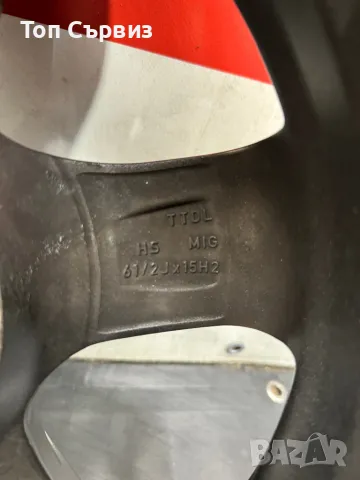 Топ Сървиз
TTDL
HS MIG
61/2Jx15H2
BAZAR